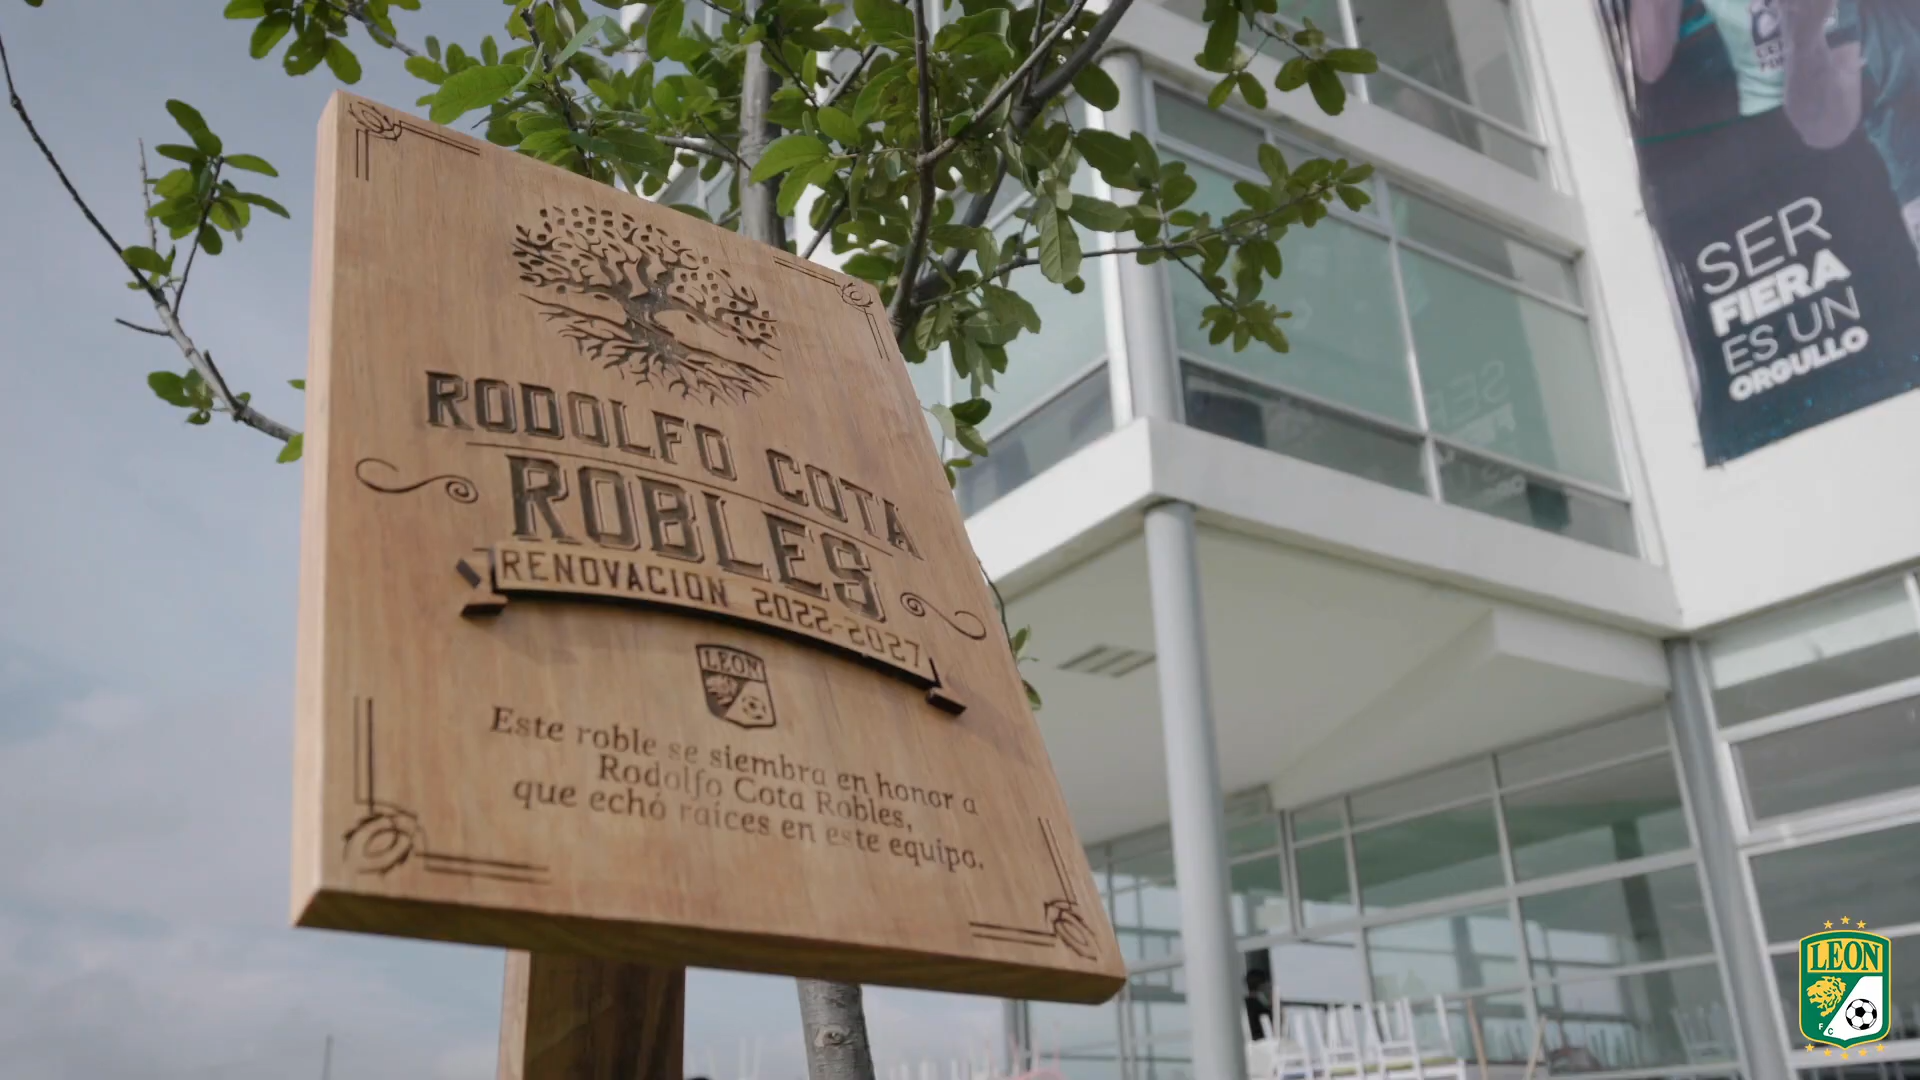 RODOLFO COTA
ROBLES
RENOVACION 2022-2027
LEON
Este roble se siembra en honor a
Rodolfo Cota Robles,
que echó raíces en este equipo.
SER
FIERA
ES UN
ORGULLO
LEON
F C